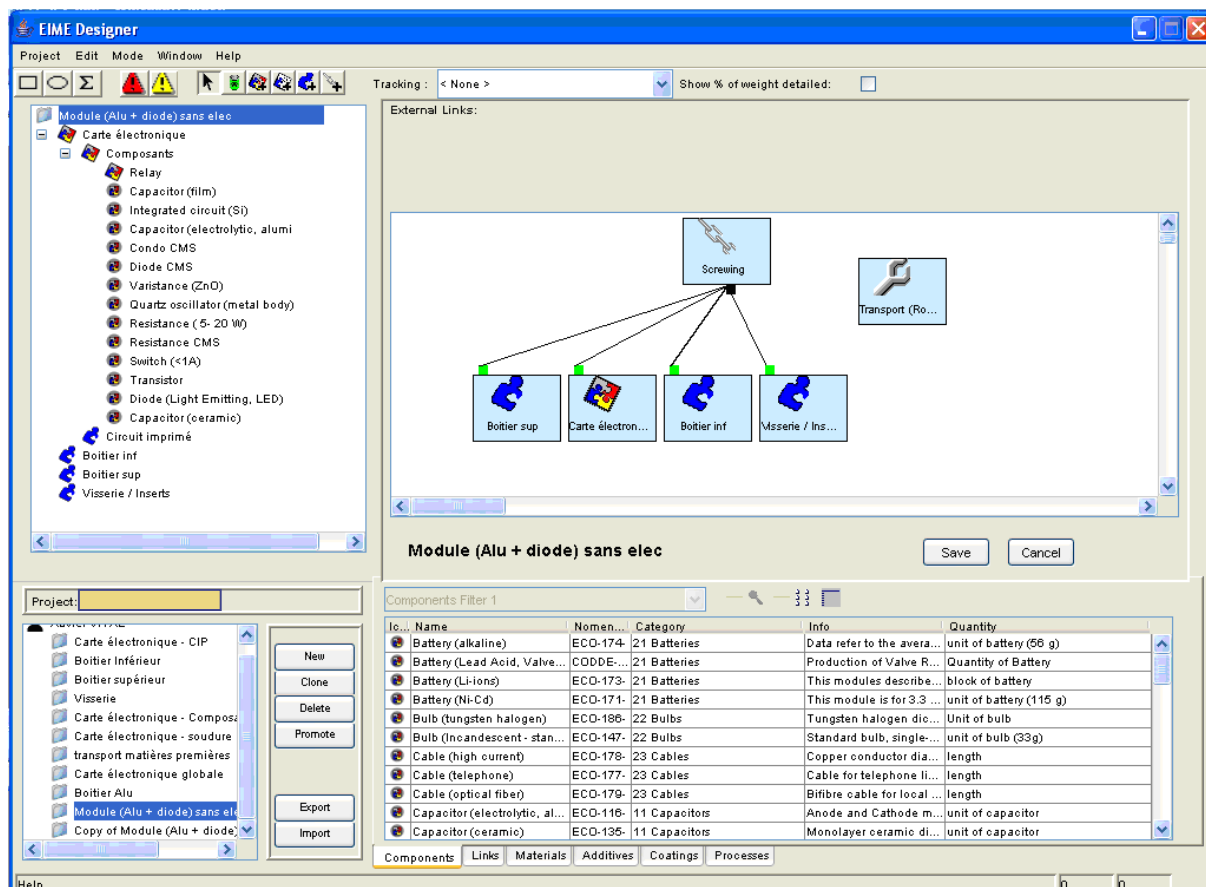 EIME Designer
Project Edit Mode Window Help
Tracking : < None > Show % of weight detailed:
Module (Alu + diode) sans elec
Carte électronique
Composants
Relay
Capacitor (film)
Integrated circuit (Si)
Capacitor (electrolytic, alumi
Condo CMS
Diode CMS
Varistance (ZnO)
Quartz oscillator (metal body)
Resistance ( 5- 20 W)
Resistance CMS
Switch (<1A)
Transistor
Diode (Light Emitting, LED)
Capacitor (ceramic)
Circuit imprimé
Boitier inf
Boitier sup
Visserie / Inserts
External Links:
Screwing
Transport (Ro...
Boitier sup
Carte électron...
Boitier inf
Visserie / Ins...
Module (Alu + diode) sans elec
Save Cancel
Project:
Carte électronique - CIP
Boitier Inférieur
Boitier supérieur
Visserie
Carte électronique - Composa
Carte électronique - soudure
transport matières premières
Carte électronique globale
Boitier Alu
Module (Alu + diode) sans ele
Copy of Module (Alu + diode)
New
Clone
Delete
Promote
Export
Import
Components Filter 1
Ic... Name Nomen... Category Info Quantity
Battery (alkaline) ECO-174- 21 Batteries Data refer to the avera... unit of battery (56 g)
Battery (Lead Acid, Valve... CODDE-... 21 Batteries Production of Valve R... Quantity of Battery
Battery (Li-ions) ECO-173- 21 Batteries This modules describe... block of battery
Battery (Ni-Cd) ECO-171- 21 Batteries This module is for 3.3 ... unit of battery (115 g)
Bulb (tungsten halogen) ECO-186- 22 Bulbs Tungsten halogen dic... Unit of bulb
Bulb (Incandescent - stan... ECO-147- 22 Bulbs Standard bulb, single-... unit of bulb (33g)
Cable (high current) ECO-178- 23 Cables Copper conductor dia... length
Cable (telephone) ECO-177- 23 Cables Cable for telephone li... length
Cable (optical fiber) ECO-179- 23 Cables Bifibre cable for local ... length
Capacitor (electrolytic, al... ECO-116- 11 Capacitors Anode and Cathode m... unit of capacitor
Capacitor (ceramic) ECO-135- 11 Capacitors Monolayer ceramic di... unit of capacitor
Components Links Materials Additives Coatings Processes
Help 0 0